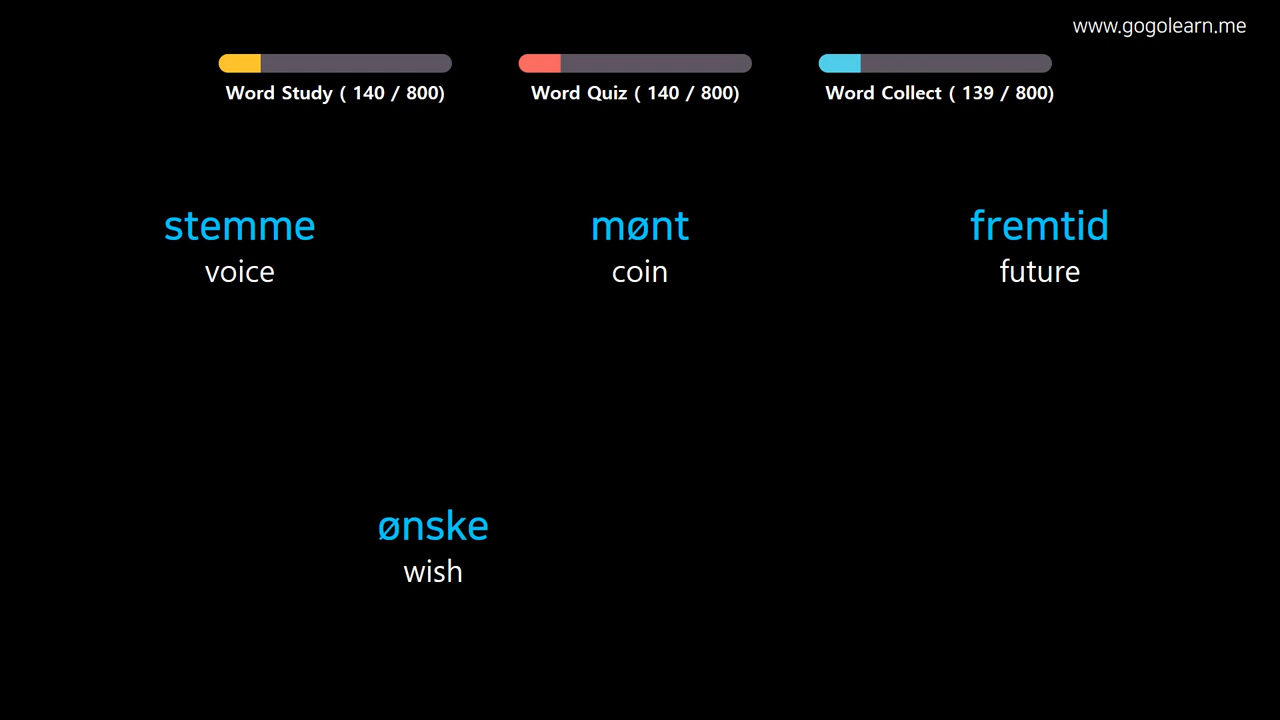 www.gogolearn.me
Word Study ( 140 / 800)
Word Quiz ( 140 / 800)
Word Collect ( 139 / 800)
stemme
voice
mønt
coin
fremtid
future
ønske
wish